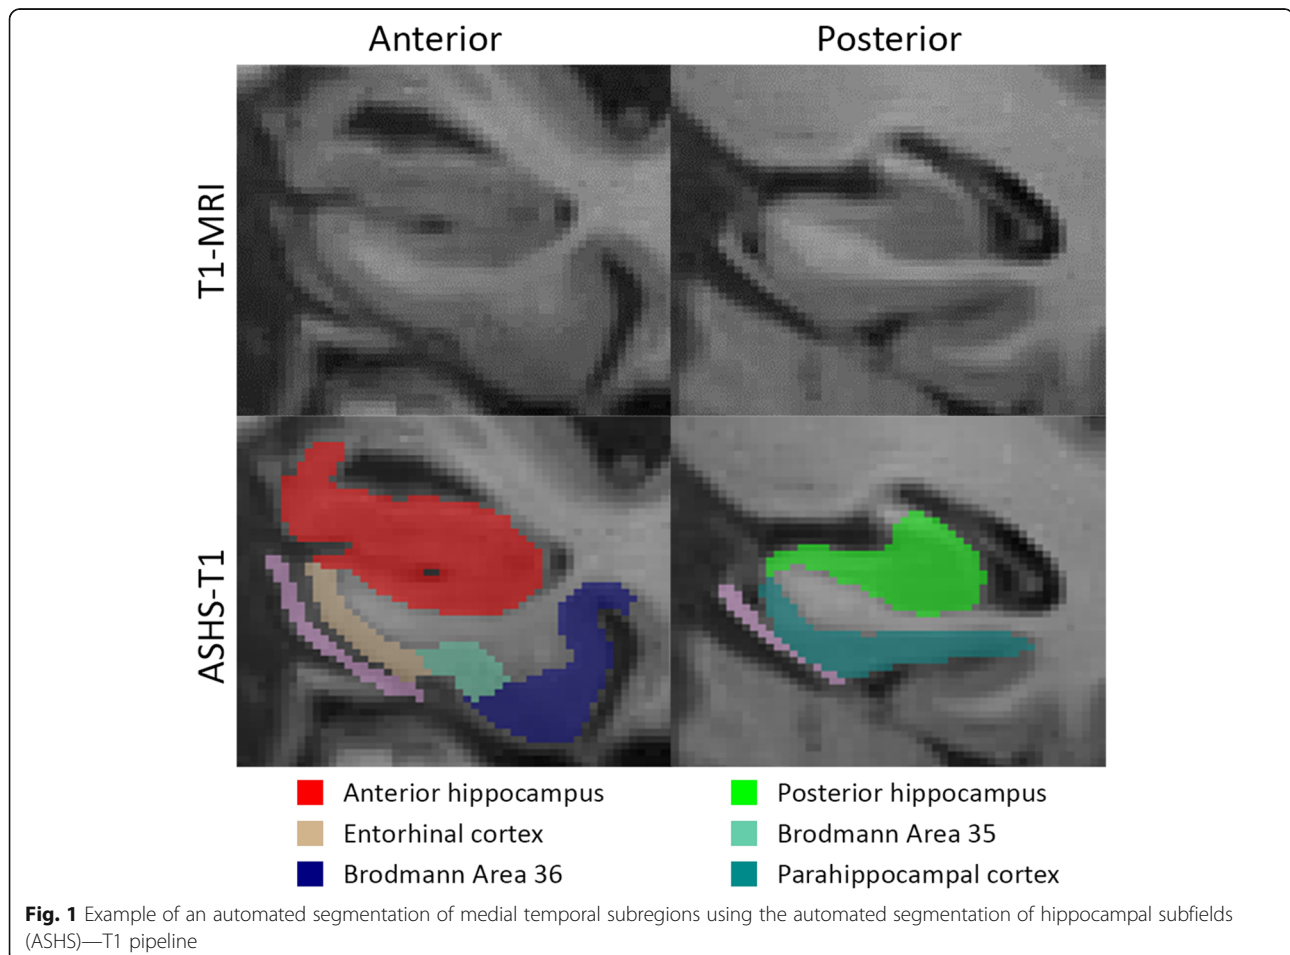 Anterior
Posterior
T1-MRI
ASHS-T1
Anterior hippocampus
Posterior hippocampus
Entorhinal cortex
Brodmann Area 35
Brodmann Area 36
Parahippocampal cortex
Fig. 1 Example of an automated segmentation of medial temporal subregions using the automated segmentation of hippocampal subfields
(ASHS)—T1 pipeline